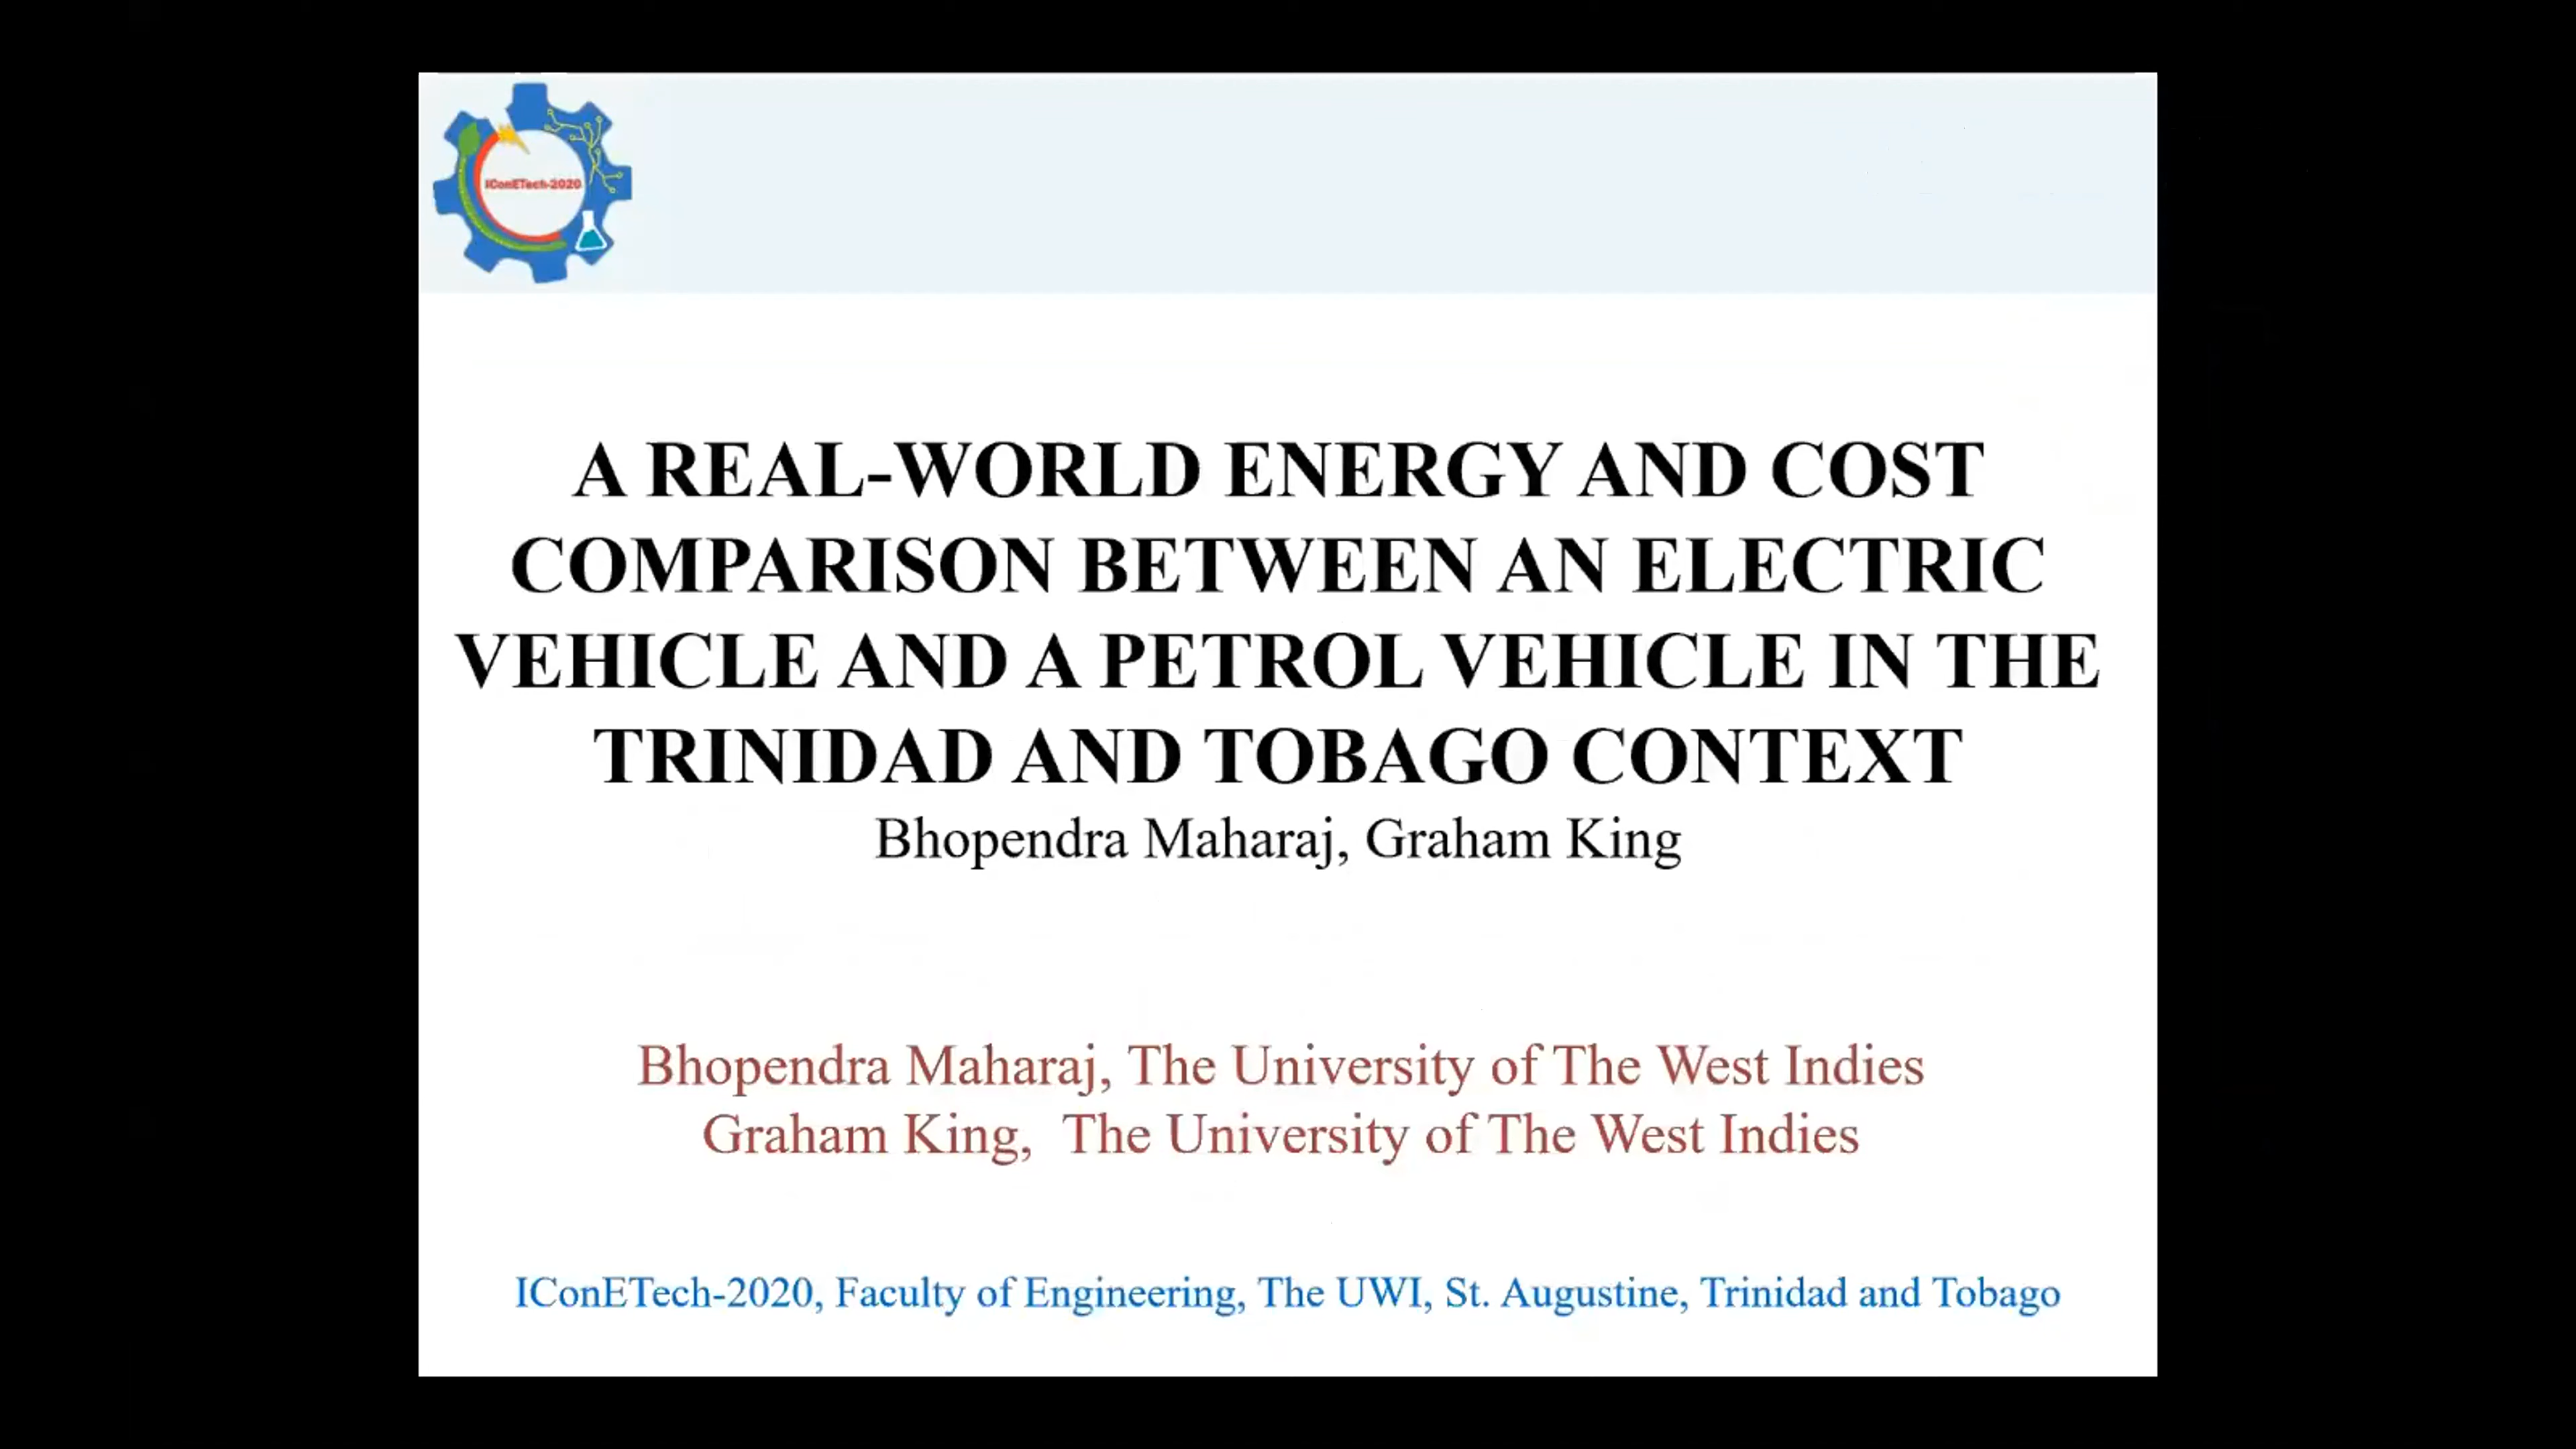 IConETech-2020
A REAL-WORLD ENERGY AND COST
COMPARISON BETWEEN AN ELECTRIC
VEHICLE AND A PETROL VEHICLE IN THE
TRINIDAD AND TOBAGO CONTEXT
Bhopendra Maharaj, Graham King
Bhopendra Maharaj, The University of The West Indies
Graham King, The University of The West Indies
IConETech-2020, Faculty of Engineering, The UWI, St. Augustine, Trinidad and Tobago